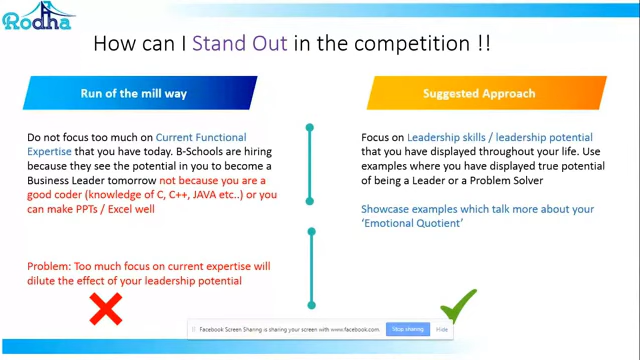 Rodha
How can I Stand Out in the competition !!
Run of the mill way
Do not focus too much on Current Functional
Expertise that you have today. B-Schools are hiring
because they see the potential in you to become a
Business Leader tomorrow not because you are a
good coder (knowledge of C, C++, JAVA etc..) or you
can make PPTs / Excel well
Problem: Too much focus on current expertise will
dilute the effect of your leadership potential
Suggested Approach
Focus on Leadership skills / leadership potential
that you have displayed throughout your life. Use
examples where you have displayed true potential
of being a Leader or a Problem Solver
Showcase examples which talk more about your
‘Emotional Quotient’
Facebook Screen Sharing is sharing your screen with www.facebook.com. Stop sharing Hide